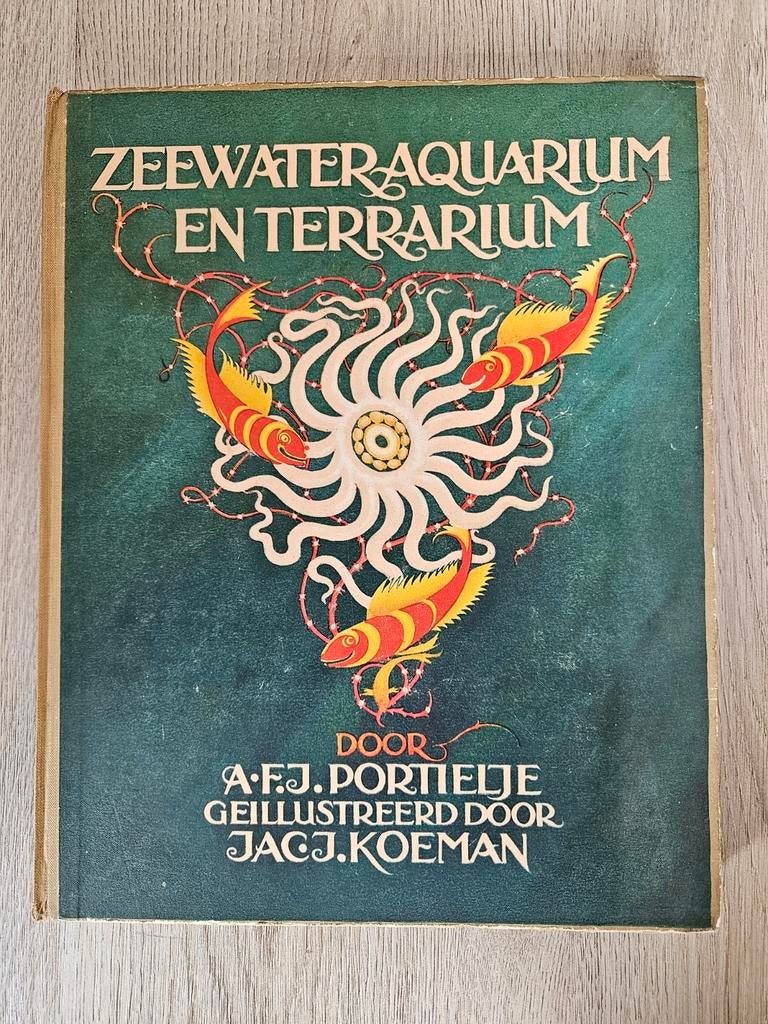 ZEEWATERAQUARIUM
EN TERRARIUM
DOOR
A.F.J. PORTIELJE
GEILLUSTREERD DOOR
JAC.J.KOEMAN